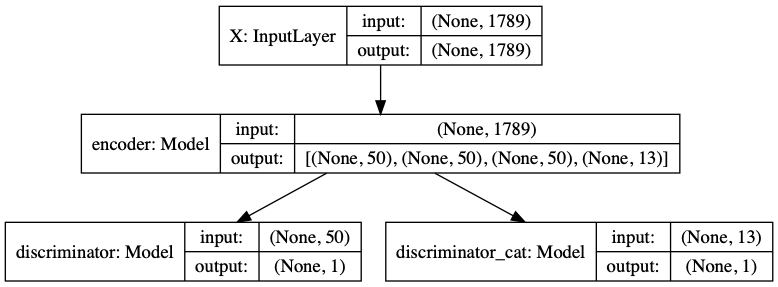 X: InputLayer
input: (None, 1789)
output: (None, 1789)
encoder: Model
input: (None, 1789)
output: [(None, 50), (None, 50), (None, 50), (None, 13)]
discriminator: Model
input: (None, 50)
output: (None, 1)
discriminator_cat: Model
input: (None, 13)
output: (None, 1)